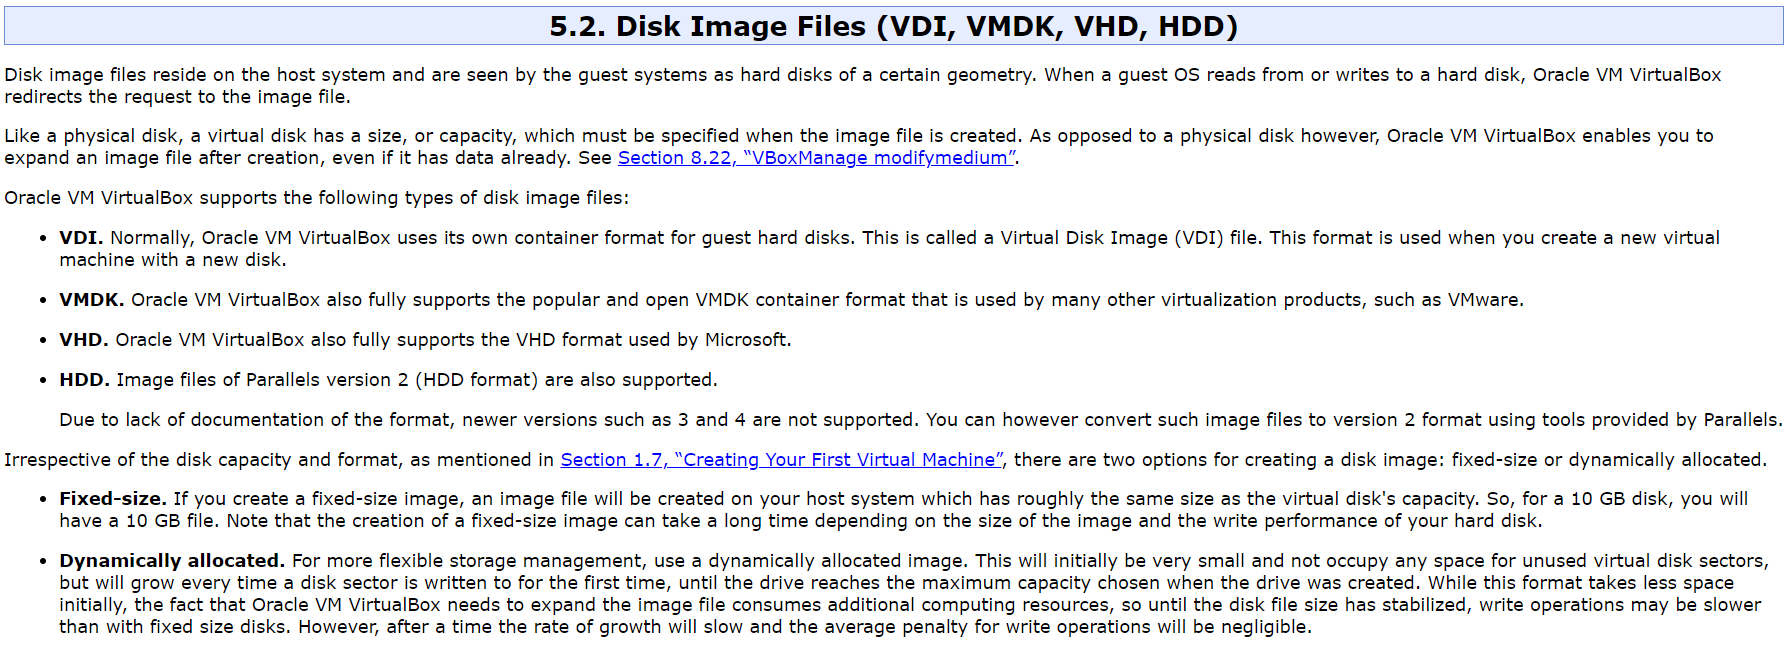 5.2. Disk Image Files (VDI, VMDK, VHD, HDD)
Disk image files reside on the host system and are seen by the guest systems as hard disks of a certain geometry. When a guest OS reads from or writes to a hard disk, Oracle VM VirtualBox
redirects the request to the image file.
Like a physical disk, a virtual disk has a size, or capacity, which must be specified when the image file is created. As opposed to a physical disk however, Oracle VM VirtualBox enables you to
expand an image file after creation, even if it has data already. See Section 8.22, “VBoxManage modifymedium”.
Oracle VM VirtualBox supports the following types of disk image files:
• VDI. Normally, Oracle VM VirtualBox uses its own container format for guest hard disks. This is called a Virtual Disk Image (VDI) file. This format is used when you create a new virtual
machine with a new disk.
• VMDK. Oracle VM VirtualBox also fully supports the popular and open VMDK container format that is used by many other virtualization products, such as VMware.
• VHD. Oracle VM VirtualBox also fully supports the VHD format used by Microsoft.
• HDD. Image files of Parallels version 2 (HDD format) are also supported.
Due to lack of documentation of the format, newer versions such as 3 and 4 are not supported. You can however convert such image files to version 2 format using tools provided by Parallels.
Irrespective of the disk capacity and format, as mentioned in Section 1.7, “Creating Your First Virtual Machine”, there are two options for creating a disk image: fixed-size or dynamically allocated.
• Fixed-size. If you create a fixed-size image, an image file will be created on your host system which has roughly the same size as the virtual disk's capacity. So, for a 10 GB disk, you will
have a 10 GB file. Note that the creation of a fixed-size image can take a long time depending on the size of the image and the write performance of your hard disk.
• Dynamically allocated. For more flexible storage management, use a dynamically allocated image. This will initially be very small and not occupy any space for unused virtual disk sectors,
but will grow every time a disk sector is written to for the first time, until the drive reaches the maximum capacity chosen when the drive was created. While this format takes less space
initially, the fact that Oracle VM VirtualBox needs to expand the image file consumes additional computing resources, so until the disk file size has stabilized, write operations may be slower
than with fixed size disks. However, after a time the rate of growth will slow and the average penalty for write operations will be negligible.